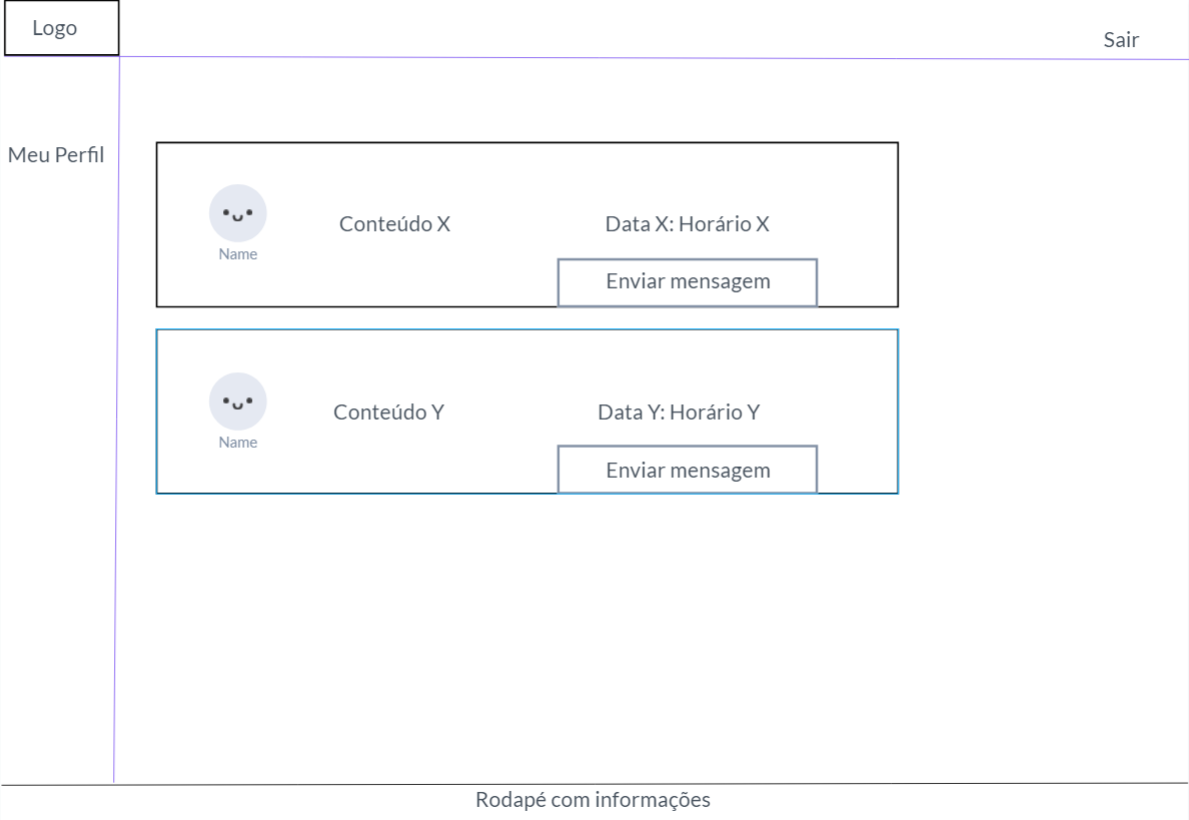 Logo
Sair
Meu Perfil
Conteúdo X
Data X: Horário X
Name
Enviar mensagem
Conteúdo Y
Data Y: Horário Y
Name
Enviar mensagem
Rodapé com informações